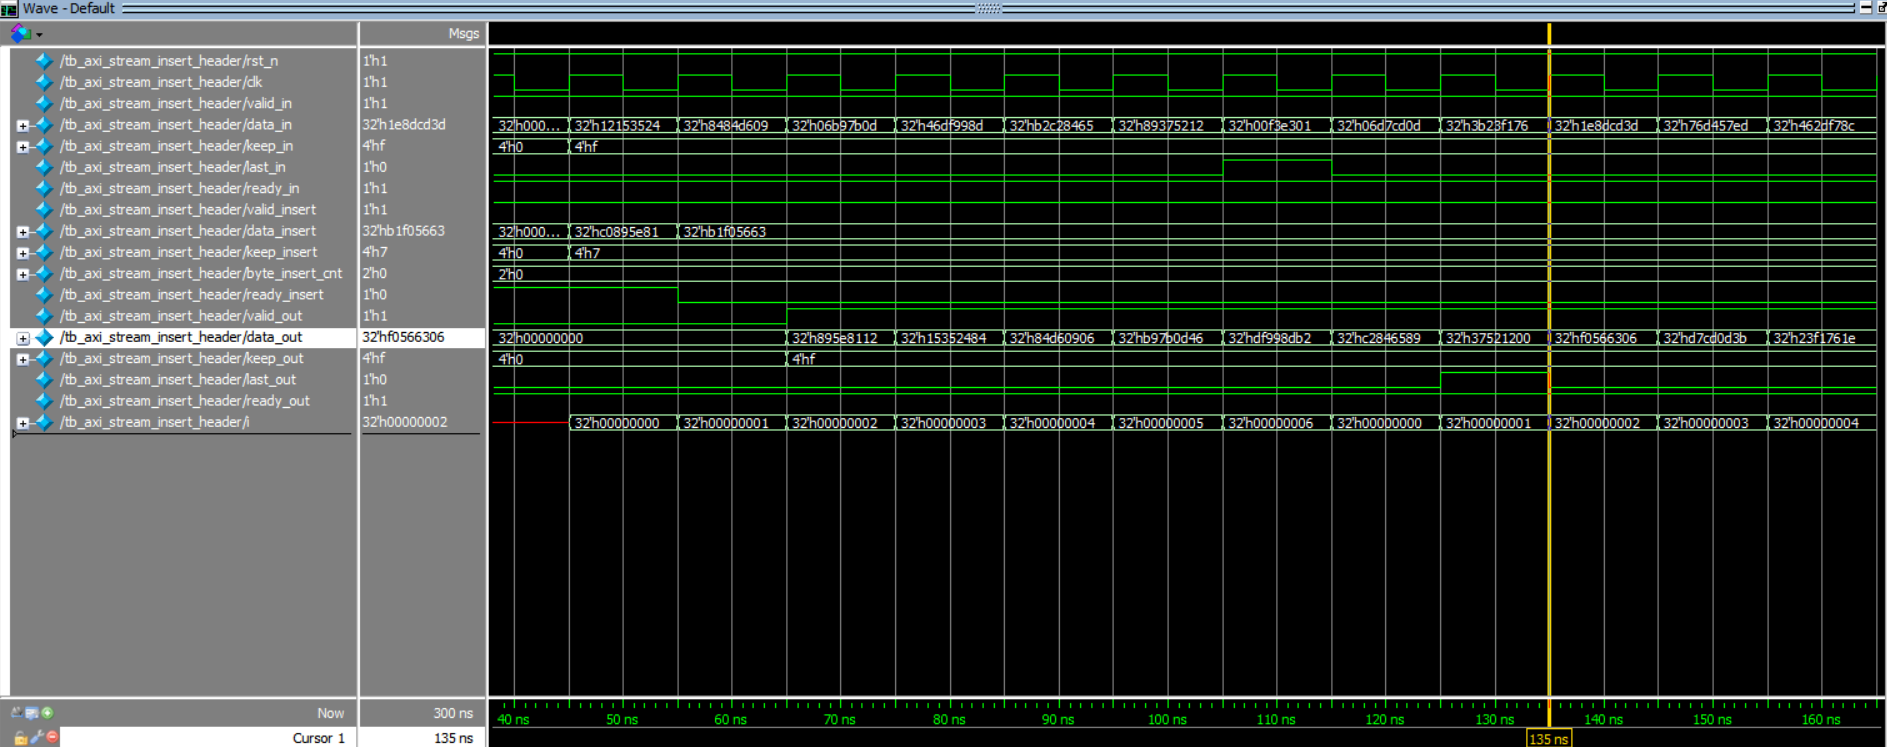 Wave - Default
Msgs
/tb_axi_stream_insert_header/rst_n 1'h1
/tb_axi_stream_insert_header/clk 1'h1
/tb_axi_stream_insert_header/valid_in 1'h1
/tb_axi_stream_insert_header/data_in 32'h1e8dcd3d 32'h000... 32'h12153524 32'h8484d609 32'h06b97b0d 32'h46df998d 32'hb2c28465 32'h89375212 32'h00f3e301 32'h06d7cd0d 32'h3b23f176 32'h1e8dcd3d 32'h76d457ed 32'h462df78c
/tb_axi_stream_insert_header/keep_in 4'hf 4'h0 4'hf
/tb_axi_stream_insert_header/last_in 1'h0
/tb_axi_stream_insert_header/ready_in 1'h1
/tb_axi_stream_insert_header/valid_insert 1'h1
/tb_axi_stream_insert_header/data_insert 32'hb1f05663 32'h000... 32'hc0895e81 32'hb1f05663
/tb_axi_stream_insert_header/keep_insert 4'h7 4'h0 4'h7
/tb_axi_stream_insert_header/byte_insert_cnt 2'h0 2'h0
/tb_axi_stream_insert_header/ready_insert 1'h0
/tb_axi_stream_insert_header/valid_out 1'h1
/tb_axi_stream_insert_header/data_out 32'hf0566306 32'h00000000 32'h895e8112 32'h15352484 32'h84d60906 32'hb97b0d46 32'hdf998db2 32'hc2846589 32'h37521200 32'hf0566306 32'hd7cd0d3b 32'h23f1761e
/tb_axi_stream_insert_header/keep_out 4'hf 4'h0 4'hf
/tb_axi_stream_insert_header/last_out 1'h0
/tb_axi_stream_insert_header/ready_out 1'h1
/tb_axi_stream_insert_header/i 32'h00000002 32'h00000000 32'h00000001 32'h00000002 32'h00000003 32'h00000004 32'h00000005 32'h00000006 32'h00000000 32'h00000001 32'h00000002 32'h00000003 32'h00000004
Now 300 ns 40 ns 50 ns 60 ns 70 ns 80 ns 90 ns 100 ns 110 ns 120 ns 130 ns 140 ns 150 ns 160 ns
Cursor 1 135 ns 135 ns